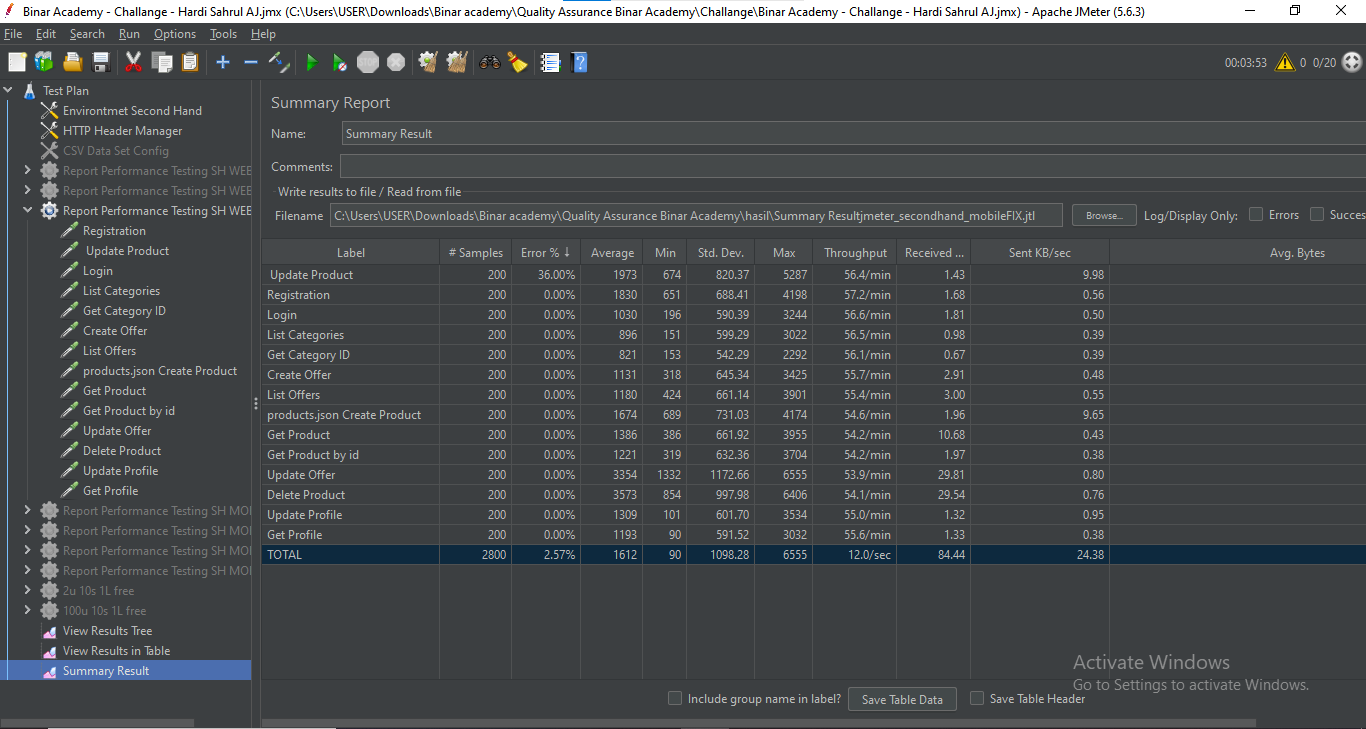 Binar Academy - Challange - Hardi Sahrul AJ.jmx (C:\Users\USER\Downloads\Binar academy\Quality Assurance Binar Academy\Challange\Binar Academy - Challange - Hardi Sahrul AJ.jmx) - Apache JMeter (5.6.3)
File Edit Search Run Options Tools Help
STOP 00:03:53 0 0/20
Test Plan
Environtmet Second Hand
HTTP Header Manager
CSV Data Set Config
Report Performance Testing SH WEE
Report Performance Testing SH WEE
Report Performance Testing SH WEE
Registration
Update Product
Login
List Categories
Get Category ID
Create Offer
List Offers
products.json Create Product
Get Product
Get Product by id
Update Offer
Delete Product
Update Profile
Get Profile
Report Performance Testing SH MOI
Report Performance Testing SH MOI
Report Performance Testing SH MOI
Report Performance Testing SH MOI
2u 10s 1L free
100u 10s 1L free
View Results Tree
View Results in Table
Summary Result
Summary Report
Name: Summary Result
Comments:
Write results to file / Read from file
Filename C:\Users\USER\Downloads\Binar academy\Quality Assurance Binar Academy\hasil\Summary Resultjmeter_secondhand_mobileFIX.jtl Browse... Log/Display Only: Errors Succes
Label # Samples Error % ↓ Average Min Std. Dev. Max Throughput Received ... Sent KB/sec Avg. Bytes
Update Product 200 36.00% 1973 674 820.37 5287 56.4/min 1.43 9.98
Registration 200 0.00% 1830 651 688.41 4198 57.2/min 1.68 0.56
Login 200 0.00% 1030 196 590.39 3244 56.6/min 1.81 0.50
List Categories 200 0.00% 896 151 599.29 3022 56.5/min 0.98 0.39
Get Category ID 200 0.00% 821 153 542.29 2292 56.1/min 0.67 0.39
Create Offer 200 0.00% 1131 318 645.34 3425 55.7/min 2.91 0.48
List Offers 200 0.00% 1180 424 661.14 3901 55.4/min 3.00 0.55
products.json Create Product 200 0.00% 1674 689 731.03 4174 54.6/min 1.96 9.65
Get Product 200 0.00% 1386 386 661.92 3955 54.2/min 10.68 0.43
Get Product by id 200 0.00% 1221 319 632.36 3704 54.2/min 1.97 0.38
Update Offer 200 0.00% 3354 1332 1172.66 6555 53.9/min 29.81 0.80
Delete Product 200 0.00% 3573 854 997.98 6406 54.1/min 29.54 0.76
Update Profile 200 0.00% 1309 101 601.70 3534 55.0/min 1.32 0.95
Get Profile 200 0.00% 1193 90 591.52 3032 55.6/min 1.33 0.38
TOTAL 2800 2.57% 1612 90 1098.28 6555 12.0/sec 84.44 24.38
Activate Windows
Go to Settings to activate Windows.
Include group name in label? Save Table Data Save Table Header